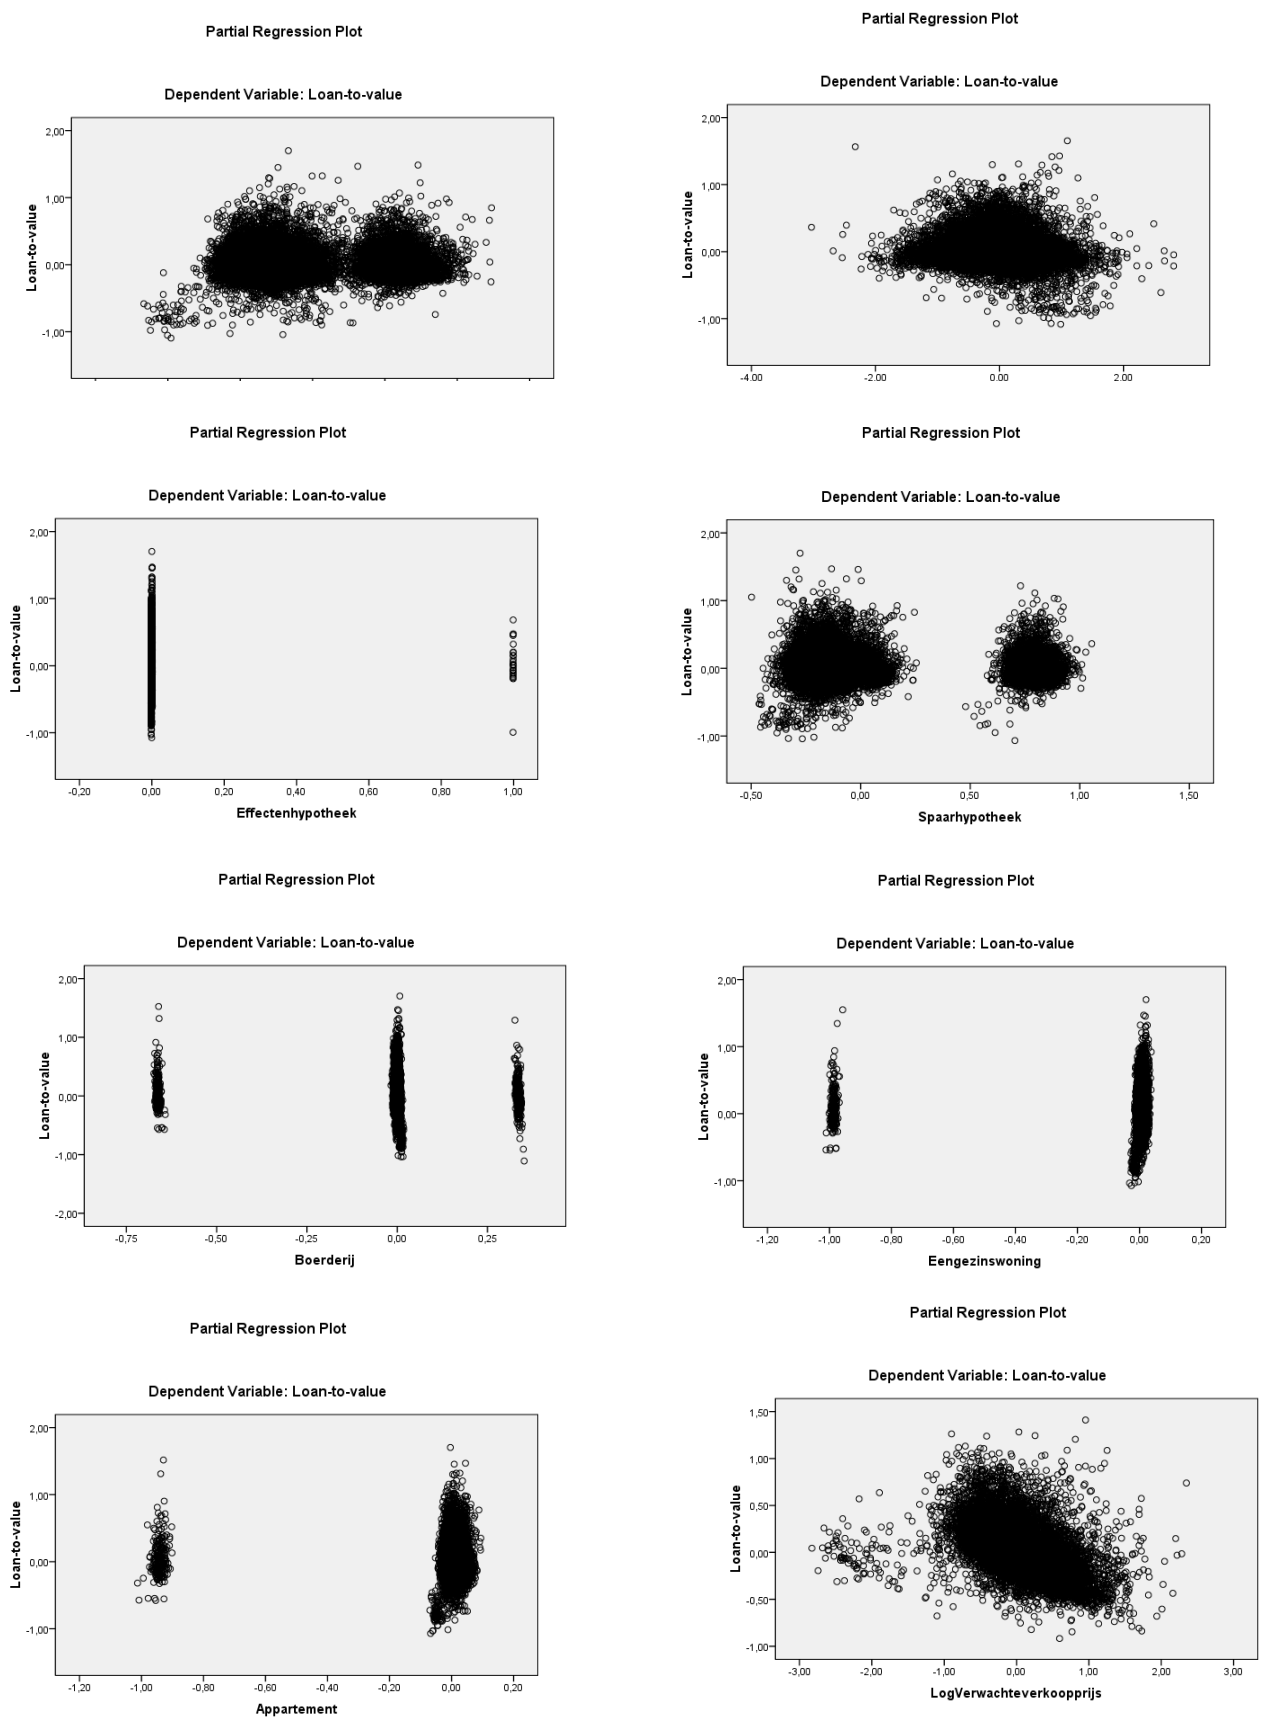 Partial Regression Plot
Dependent Variable: Loan-to-value
Loan-to-value
2,00
1,00
0,00
-1,00
Partial Regression Plot
Dependent Variable: Loan-to-value
Loan-to-value
2,00
1,00
0,00
-1,00
-4.00
-2.00
0.00
2.00
Partial Regression Plot
Dependent Variable: Loan-to-value
Loan-to-value
2,00
1,00
0,00
-1,00
-0,20
0,00
0,20
0,40
0,60
0,80
1,00
Effectenhypotheek
Partial Regression Plot
Dependent Variable: Loan-to-value
Loan-to-value
2,00
1,00
0,00
-1,00
-0,50
0,00
0,50
1,00
1,50
Spaarhypotheek
Partial Regression Plot
Dependent Variable: Loan-to-value
Loan-to-value
2,00
1,00
0,00
-1,00
-2,00
-0,75
-0,50
-0,25
0,00
0,25
Boerderij
Partial Regression Plot
Dependent Variable: Loan-to-value
Loan-to-value
2,00
1,00
0,00
-1,00
-1,20
-1,00
-0,80
-0,60
-0,40
-0,20
0,00
0,20
Eengezinswoning
Partial Regression Plot
Dependent Variable: Loan-to-value
Loan-to-value
2,00
1,00
0,00
-1,00
-1,20
-1,00
-0,80
-0,60
-0,40
-0,20
0,00
0,20
Appartement
Partial Regression Plot
Dependent Variable: Loan-to-value
Loan-to-value
1,50
1,00
0,50
0,00
-0,50
-1,00
-3,00
-2,00
-1,00
0,00
1,00
2,00
3,00
LogVerwachteverkoopprijs